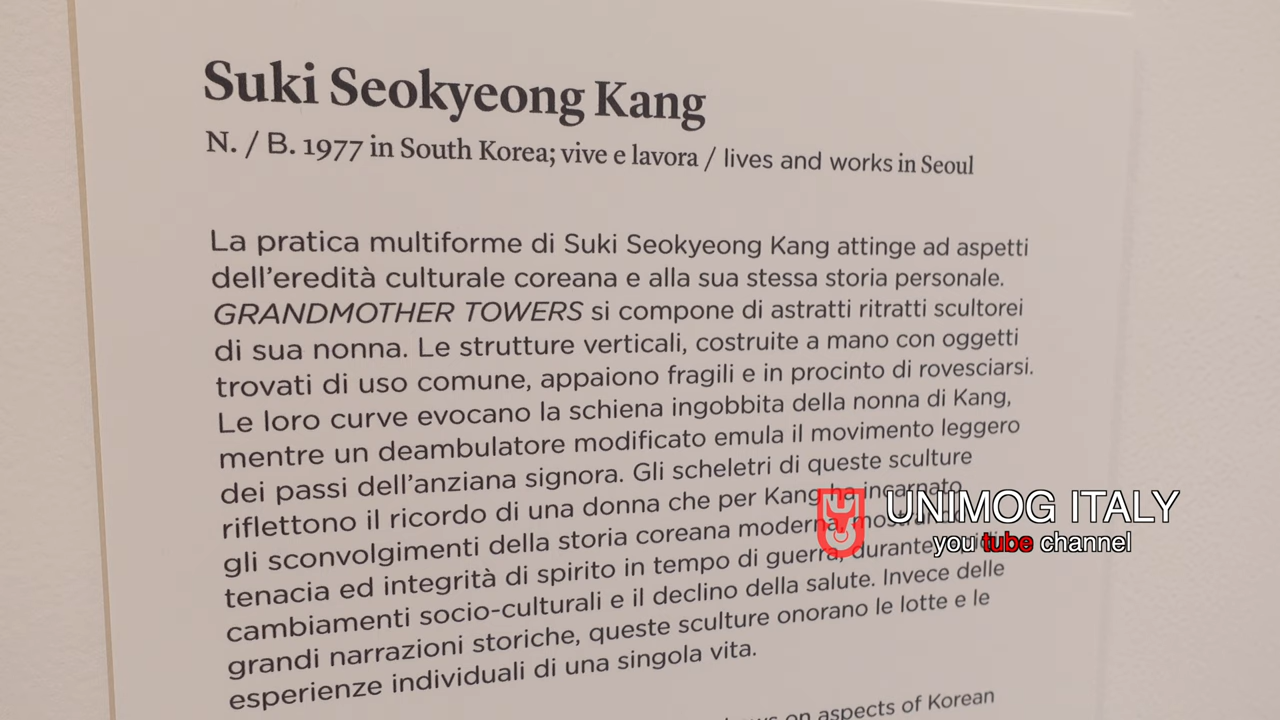 Suki Seokyeong Kang
N. / B. 1977 in South Korea; vive e lavora / lives and works in Seoul
La pratica multiforme di Suki Seokyeong Kang attinge ad aspetti
dell’eredità culturale coreana e alla sua stessa storia personale.
GRANDMOTHER TOWERS si compone di astratti ritratti scultorei
di sua nonna. Le strutture verticali, costruite a mano con oggetti
trovati di uso comune, appaiono fragili e in procinto di rovesciarsi.
Le loro curve evocano la schiena ingobbita della nonna di Kang,
mentre un deambulatore modificato emula il movimento leggero
dei passi dell’anziana signora. Gli scheletri di queste sculture
riflettono il ricordo di una donna che per Kang ha incarnato
gli sconvolgimenti della storia coreana moderna, mostrando
tenacia ed integrità di spirito in tempo di guerra, durante
cambiamenti socio-culturali e il declino della salute. Invece delle
grandi narrazioni storiche, queste sculture onorano le lotte e le
esperienze individuali di una singola vita.
on aspects of Korean
UNIMOG ITALY
you tube channel